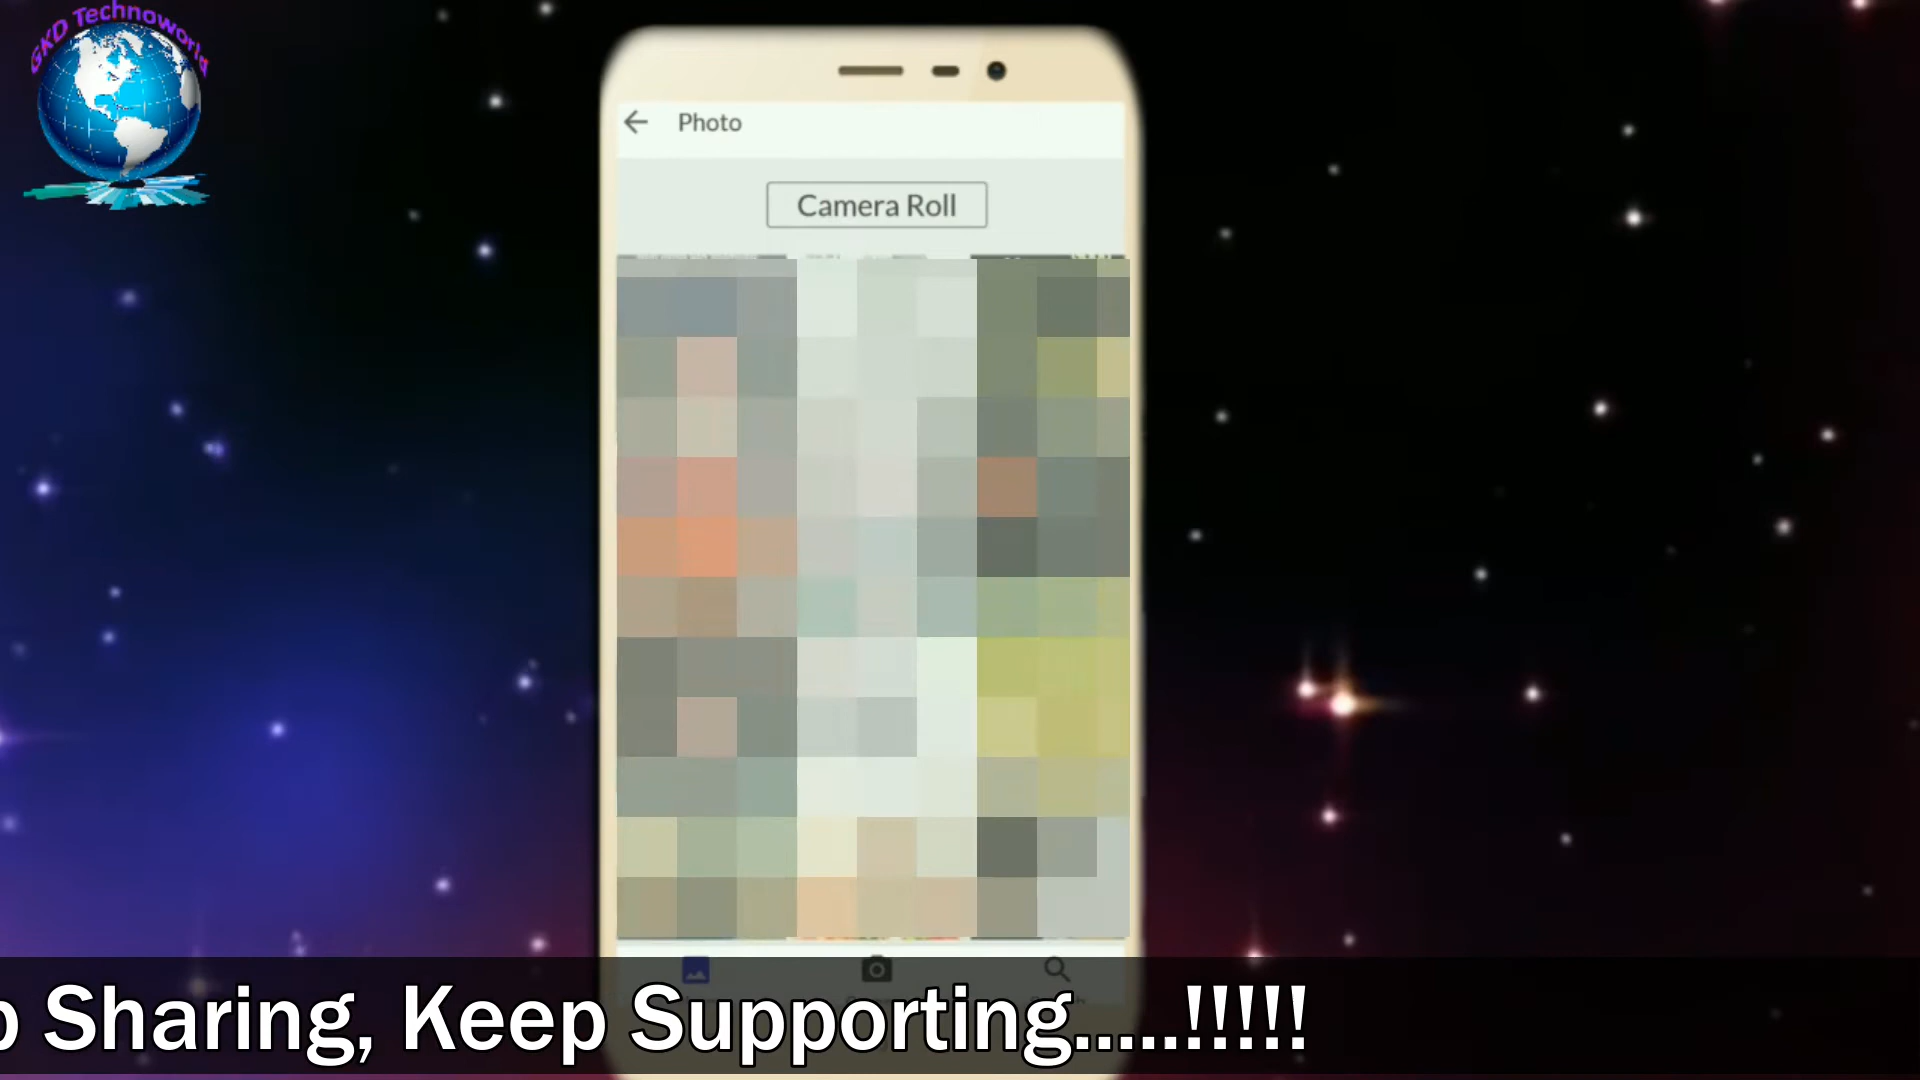 GKD Technoworld
Photo
Camera Roll
Sharing, Keep Supporting.....!!!!!